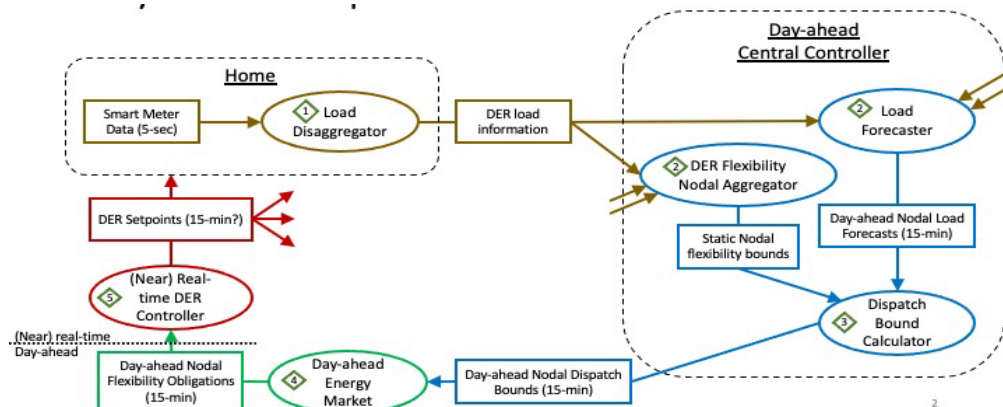 Day-ahead
Central Controller
Home
Smart Meter
Data (5-sec)
1
Load
Disaggregator
DER load
information
2
Load
Forecaster
2
DER Flexibility
Nodal Aggregator
DER Setpoints (15-min?)
Static Nodal
flexibility bounds
Day-ahead Nodal Load
Forecasts (15-min)
5
(Near) Real-
time DER
Controller
3
Dispatch
Bound
Calculator
(Near) real-time
Day-ahead
Day-ahead Nodal
Flexibility Obligations
(15-min)
4
Day-ahead
Energy
Market
Day-ahead Nodal Dispatch
Bounds (15-min)
2